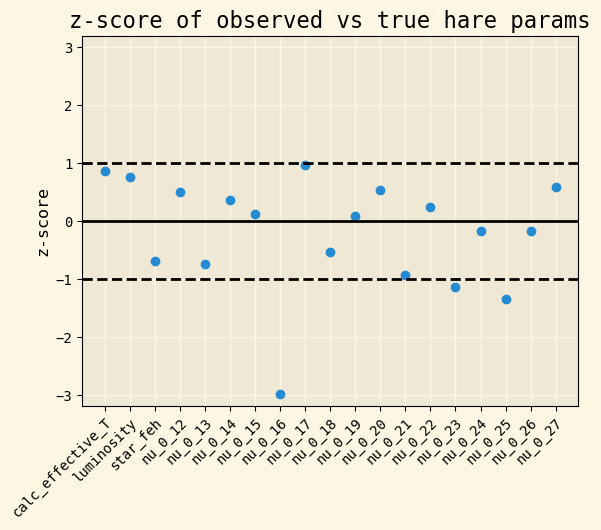 z-score of observed vs true hare params
3
2
1
0
−1
−2
−3
z-score
calc_effective_T
luminosity
star_feh
nu_0_12
nu_0_13
nu_0_14
nu_0_15
nu_0_16
nu_0_17
nu_0_18
nu_0_19
nu_0_20
nu_0_21
nu_0_22
nu_0_23
nu_0_24
nu_0_25
nu_0_26
nu_0_27